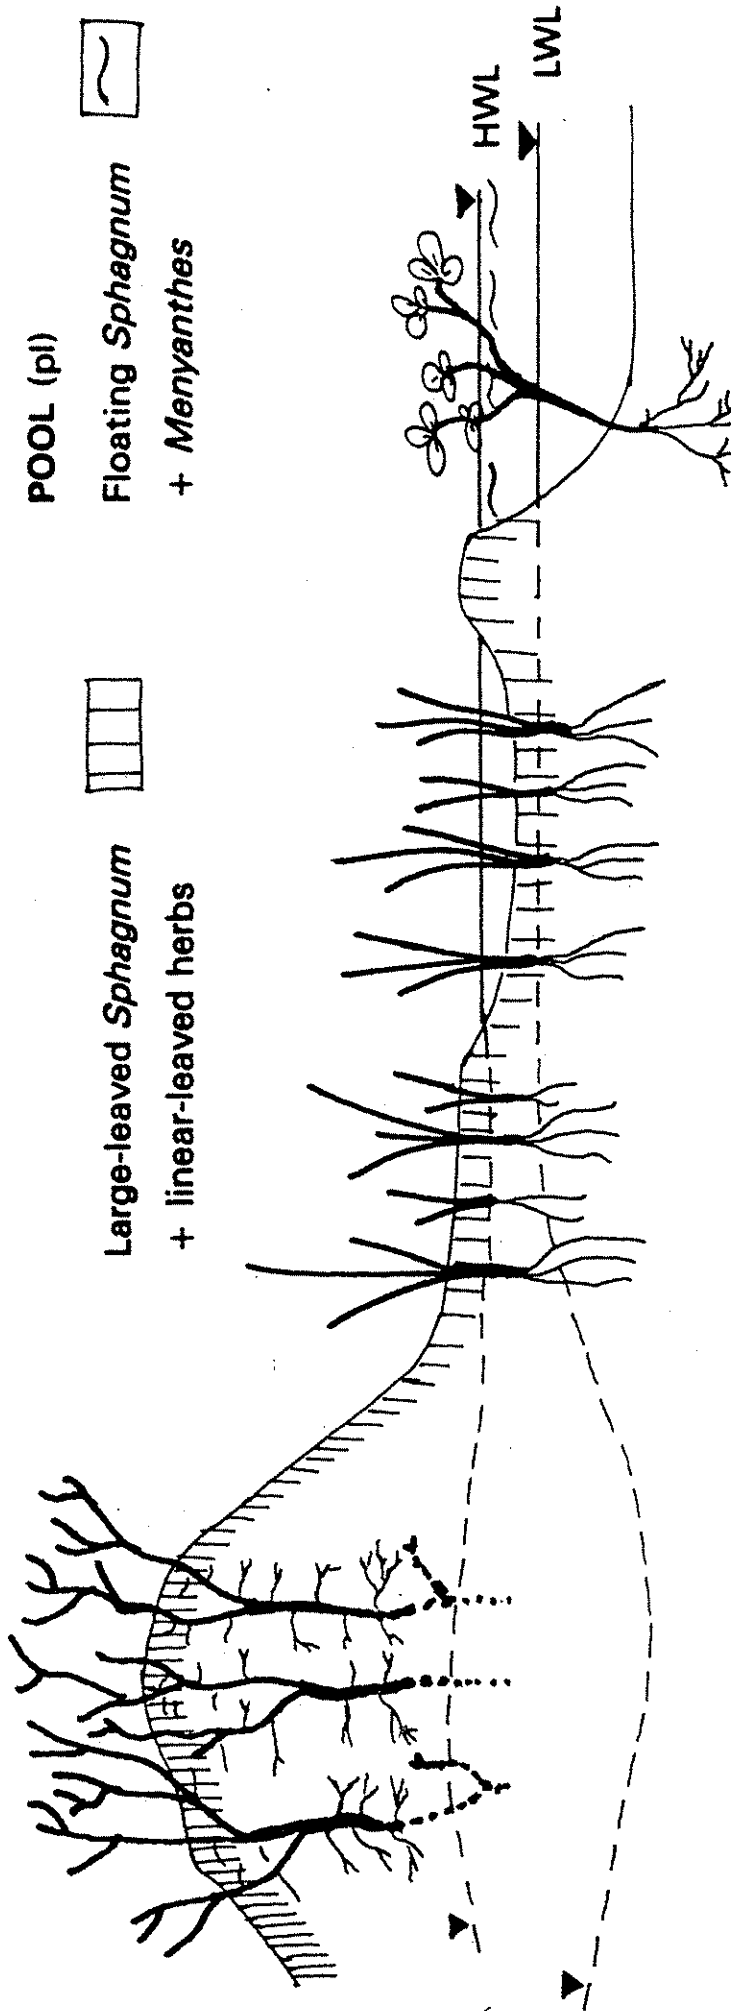 Large-leaved Sphagnum
+ linear-leaved herbs
POOL (pl)
Floating Sphagnum
+ Menyanthes
HWL
LWL